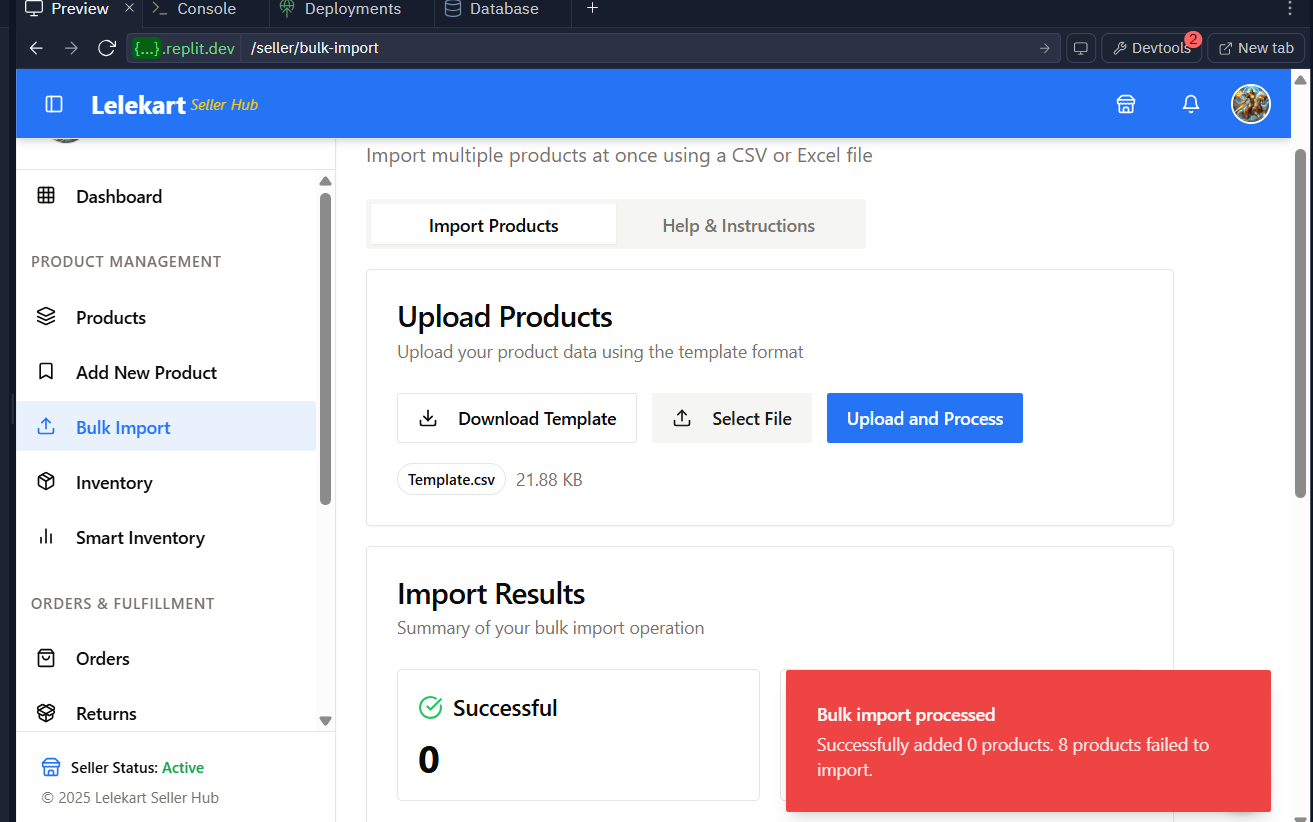 Preview
Console
Deployments
Database
{...}.replit.dev
/seller/bulk-import
Devtools
2
New tab
Lelekart Seller Hub
Dashboard
PRODUCT MANAGEMENT
Products
Add New Product
Bulk Import
Inventory
Smart Inventory
ORDERS & FULFILLMENT
Orders
Returns
Seller Status: Active
© 2025 Lelekart Seller Hub
Import multiple products at once using a CSV or Excel file
Import Products
Help & Instructions
Upload Products
Upload your product data using the template format
Download Template
Select File
Upload and Process
Template.csv
21.88 KB
Import Results
Summary of your bulk import operation
Successful
0
Bulk import processed
Successfully added 0 products. 8 products failed to
import.